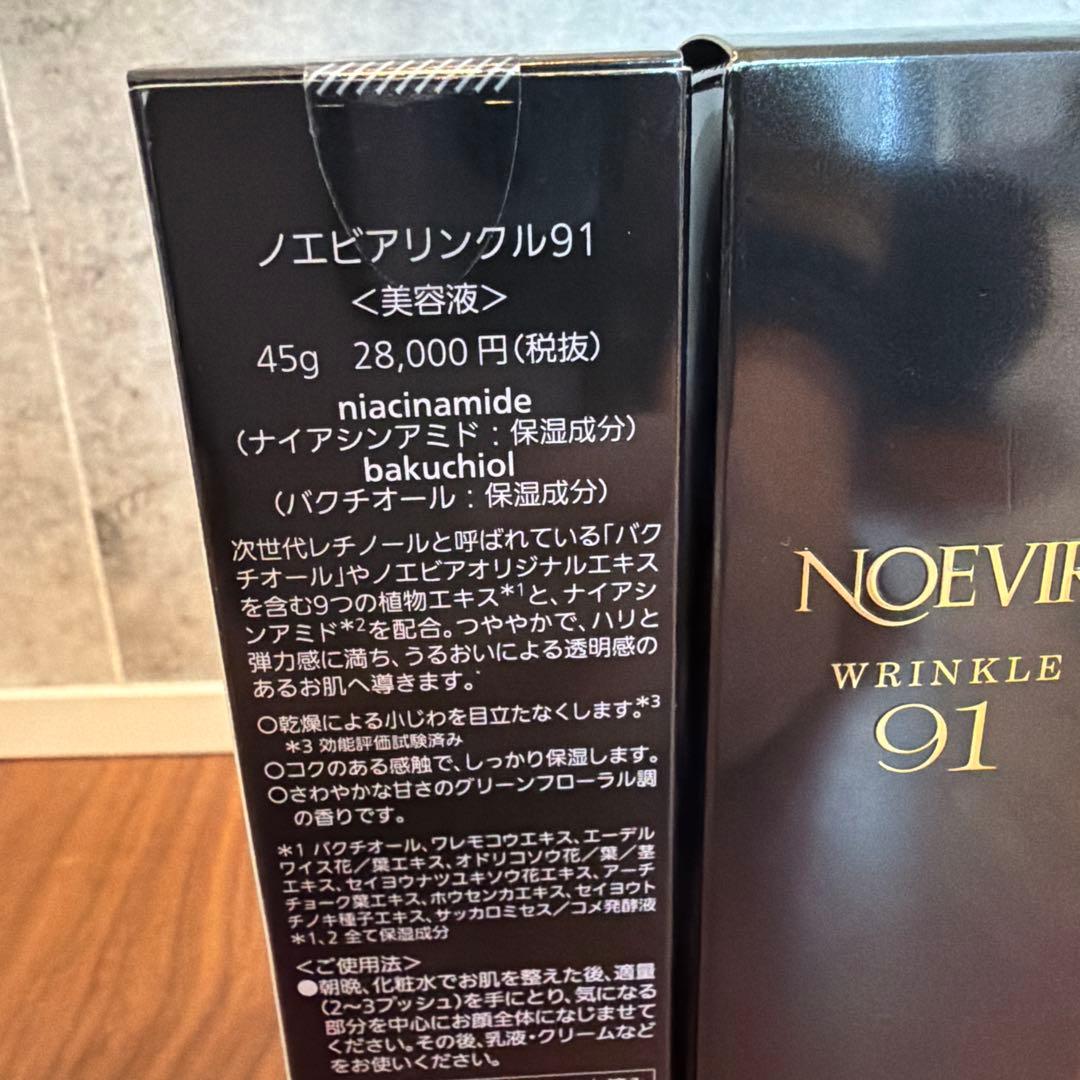 ノエビアリンクル91
<美容液>
45g 28,000円(税抜)
niacinamide
(ナイアシンアミド:保湿成分)
bakuchiol
(バクチオール:保湿成分)
次世代レチノールと呼ばれている「バク
チオール」やノエビアオリジナルエキス
を含む9つの植物エキス*1と、ナイアシ
ンアミド*2を配合。つややかで、ハリと
弾力感に満ち、うるおいによる透明感の
あるお肌へ導きます。
○乾燥による小じわを目立たなくします。*3
*3 効能評価試験済み
○コクのある感触で、しっかり保湿します。
○さわやかな甘さのグリーンフローラル調
の香りです。
*1 バクチオール、ワレモコウエキス、エーデル
ワイス花/葉エキス、オドリコソウ花/葉/茎
エキス、セイヨウナツユキソウ花エキス、アーチ
チョーク葉エキス、ホウセンカエキス、セイヨウト
チノキ種子エキス、サッカロミセス/コメ発酵液
*1、2 全て保湿成分
<ご使用法>
●朝晩、化粧水でお肌を整えた後、適量
(2~3プッシュ)を手にとり、気になる
部分を中心にお顔全体になじませて
ください。その後、乳液・クリームなど
をお使いください。
NOEVIR
WRINKLE
91